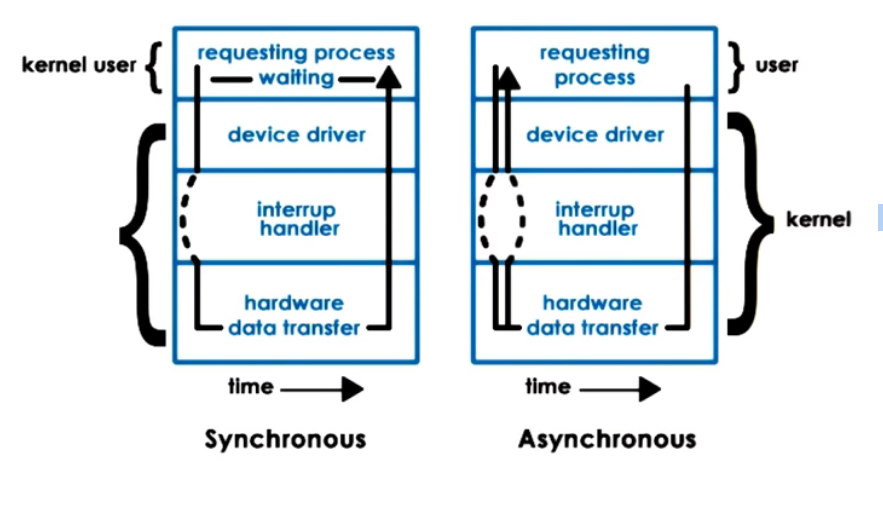 kernel user
requesting process
waiting
device driver
interrup
handler
hardware
data transfer
time
Synchronous
requesting
process
user
device driver
interrup
handler
kernel
hardware
data transfer
time
Asynchronous